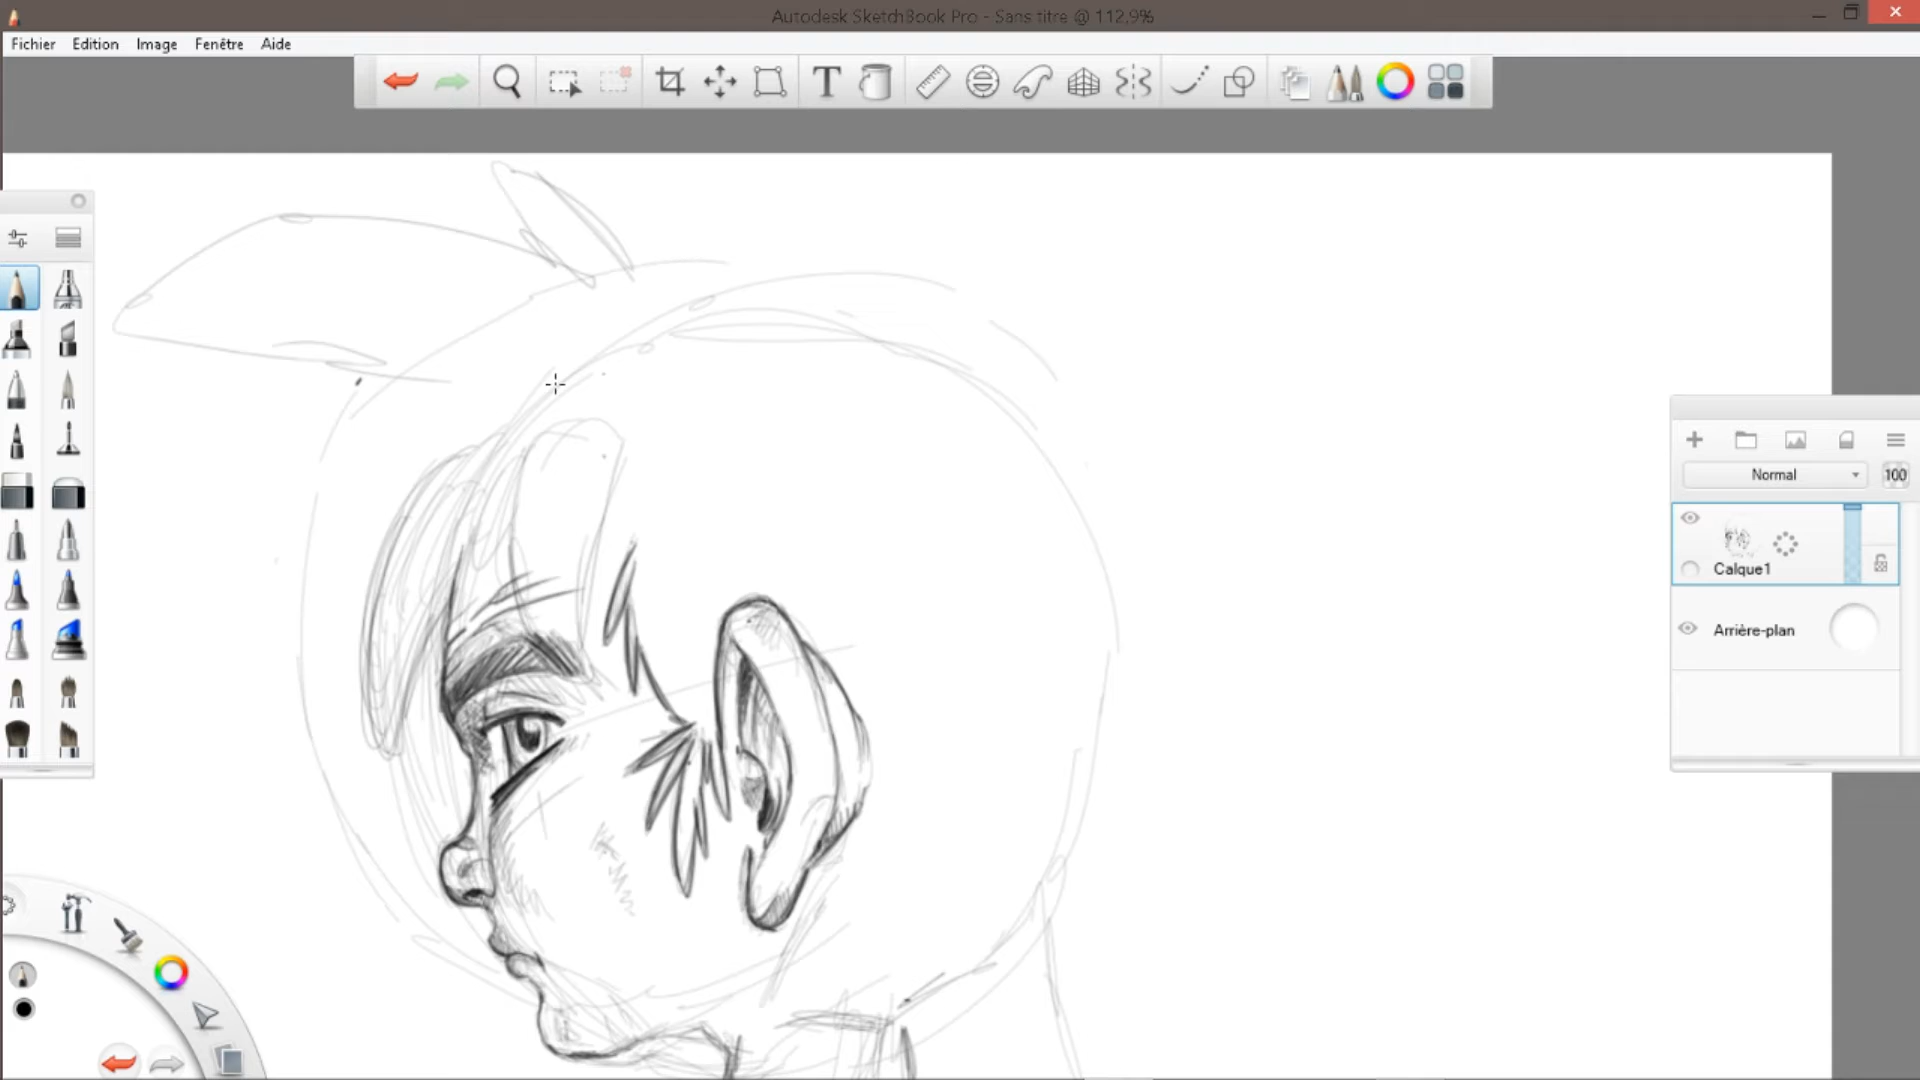 Autodesk SketchBook Pro - Sans titre @ 112,9%
Fichier Edition Image Fenêtre Aide
Normal 100
Calque1
Arrière-plan